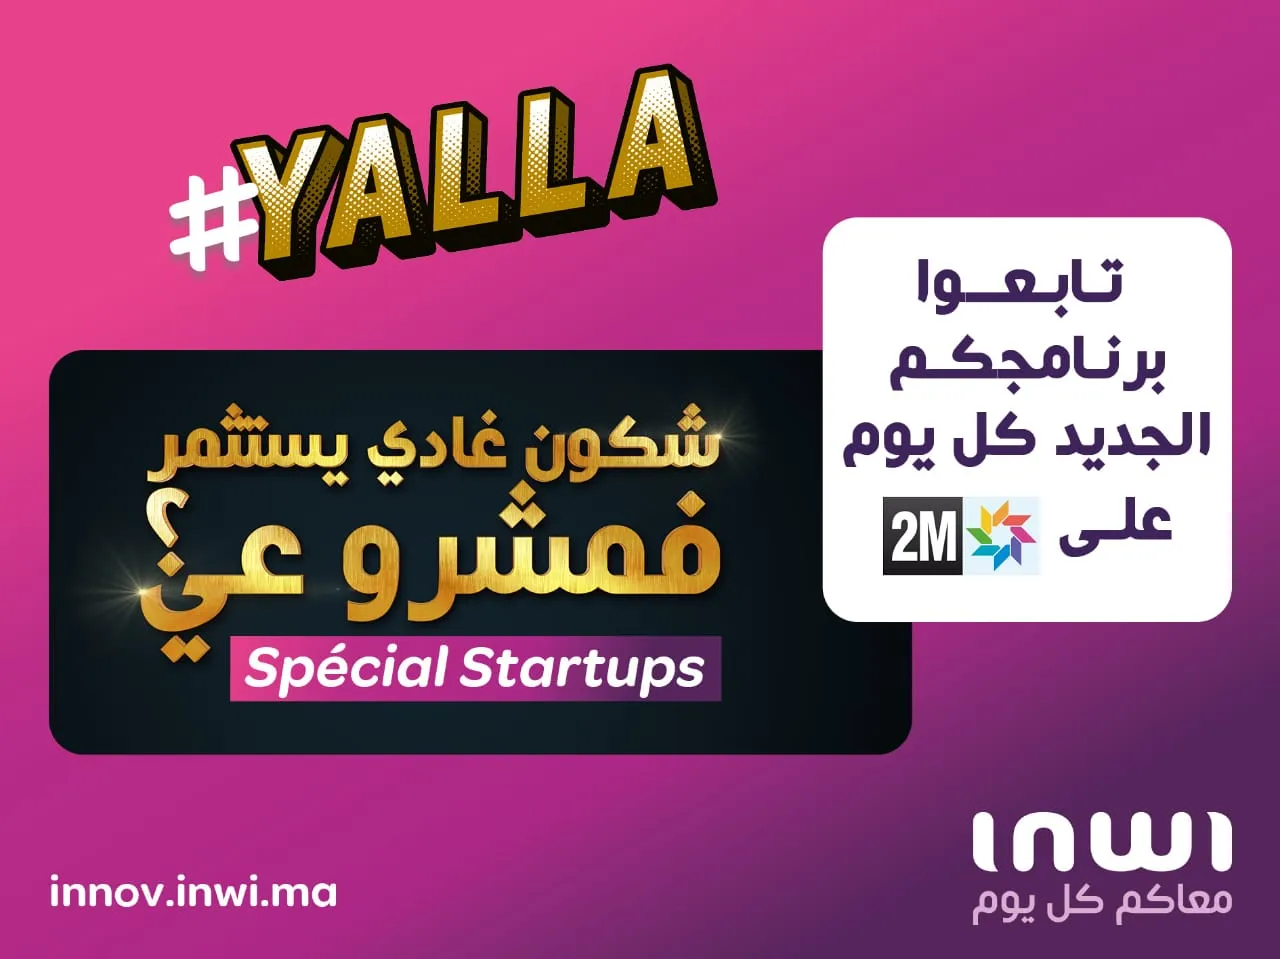 #YALLA
شكون غادي يستثمر
فمشروعي؟
Spécial Startups
تابعوا
برنامجكم
الجديد كل يوم
على 2M
innov.inwi.ma
inwi
معاكم كل يوم